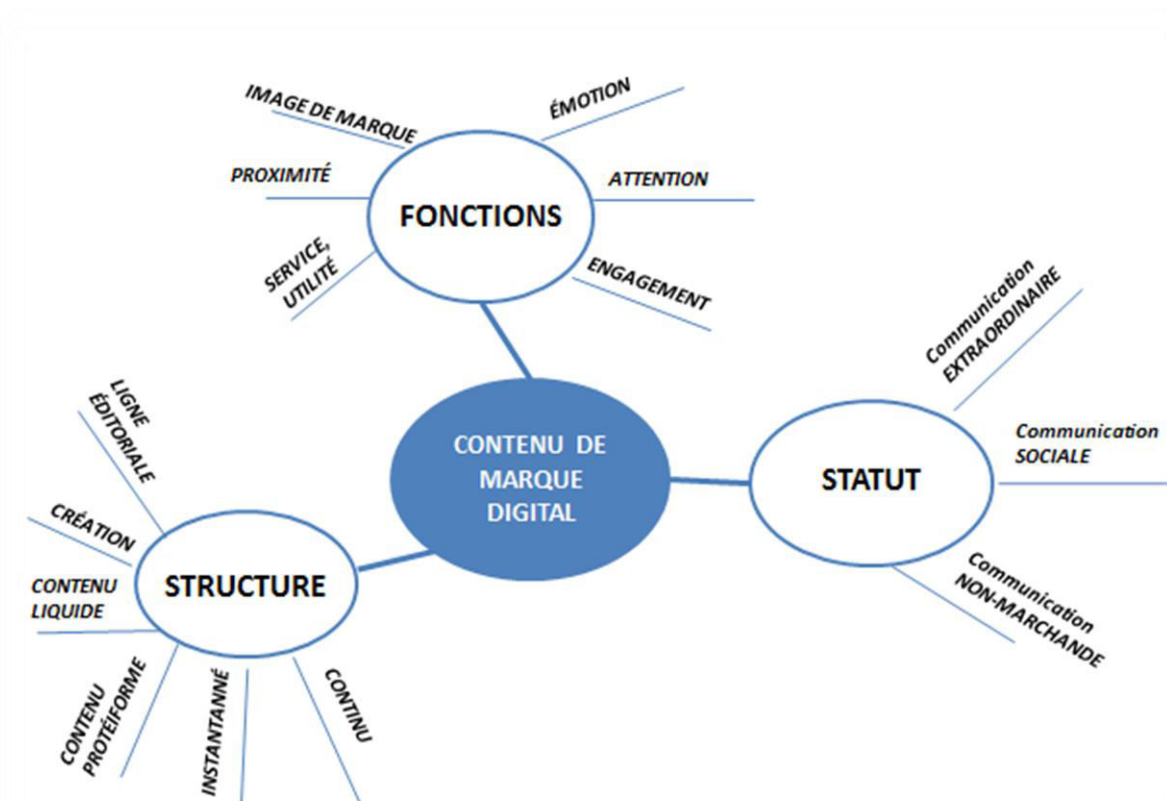 IMAGE DE MARQUE
ÉMOTION
PROXIMITÉ
ATTENTION
FONCTIONS
SERVICE,
UTILITÉ
ENGAGEMENT
Communication
EXTRAORDINAIRE
LIGNE
ÉDITORIALE
CONTENU DE
MARQUE
DIGITAL
STATUT
Communication
SOCIALE
CRÉATION
STRUCTURE
CONTENU
LIQUIDE
Communication
NON-MARCHANDE
CONTENU
PROTÉIFORME
INSTANTANNÉ
CONTINU